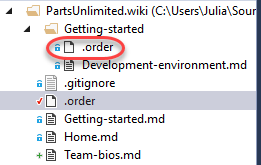 PartsUnlimited.wiki (C:\Users\Julia\Sour
Getting-started
.order
Development-environment.md
.gitignore
.order
Getting-started.md
Home.md
Team-bios.md